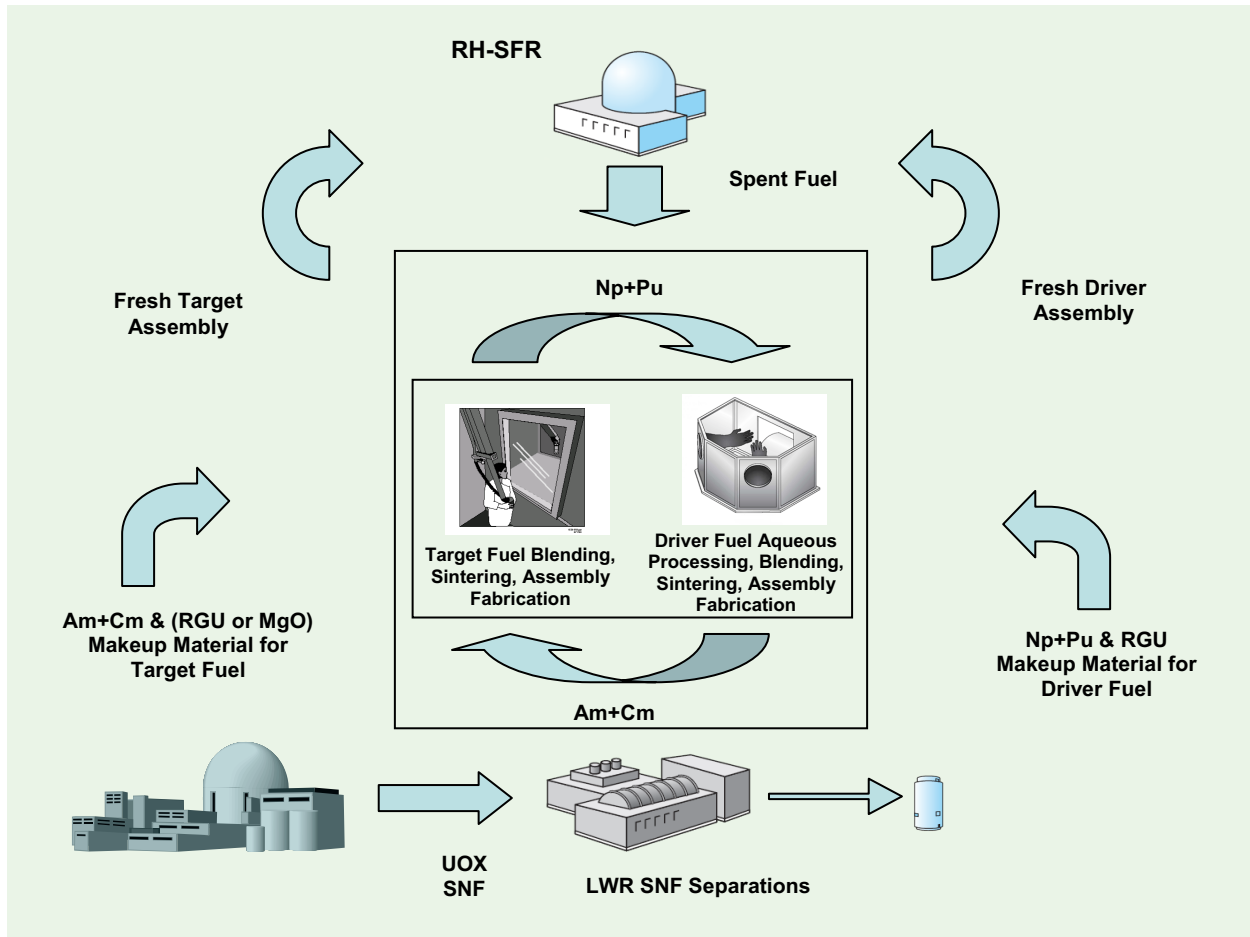 RH-SFR
Spent Fuel
Fresh Target
Assembly
Fresh Driver
Assembly
Np+Pu
Target Fuel Blending,
Sintering, Assembly
Fabrication
Driver Fuel Aqueous
Processing, Blending,
Sintering, Assembly
Fabrication
Am+Cm & (RGU or MgO)
Makeup Material for
Target Fuel
Np+Pu & RGU
Makeup Material for
Driver Fuel
Am+Cm
UOX
SNF
LWR SNF Separations